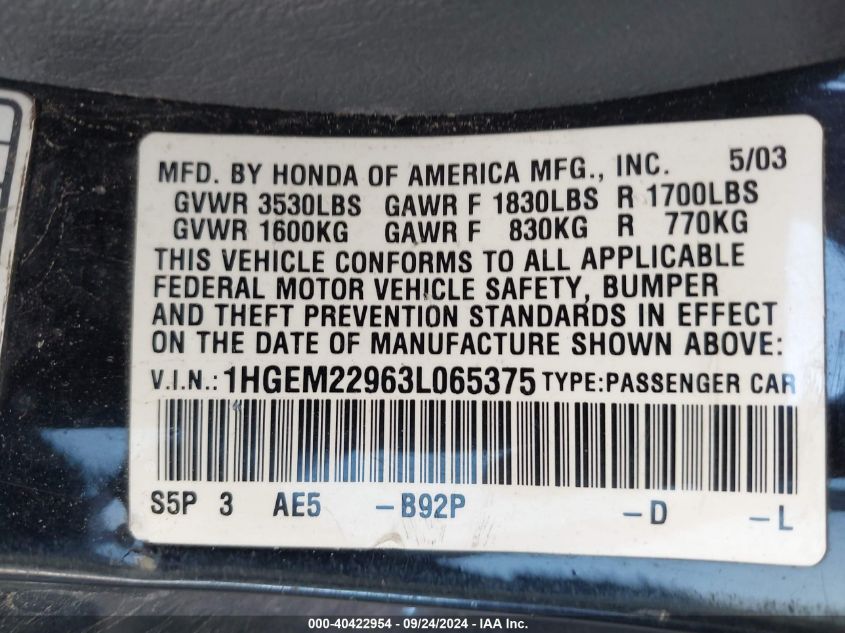 MFD. BY HONDA OF AMERICA MFG., INC. 5/03
GVWR 3530LBS GAWR F 1830LBS R 1700LBS
GVWR 1600KG GAWR F 830KG R 770KG
THIS VEHICLE CONFORMS TO ALL APPLICABLE
FEDERAL MOTOR VEHICLE SAFETY, BUMPER
AND THEFT PREVENTION STANDARDS IN EFFECT
ON THE DATE OF MANUFACTURE SHOWN ABOVE:
V.I.N.: 1HGEM22963L065375 TYPE:PASSENGER CAR
S5P 3 AE5 -B92P -D -L
000-40422954 - 09/24/2024 - IAA Inc.